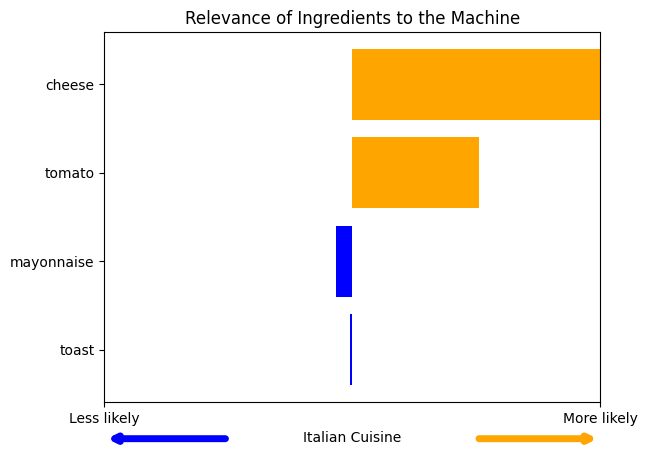 Relevance of Ingredients to the Machine
cheese
tomato
mayonnaise
toast
Less likely
More likely
Italian Cuisine